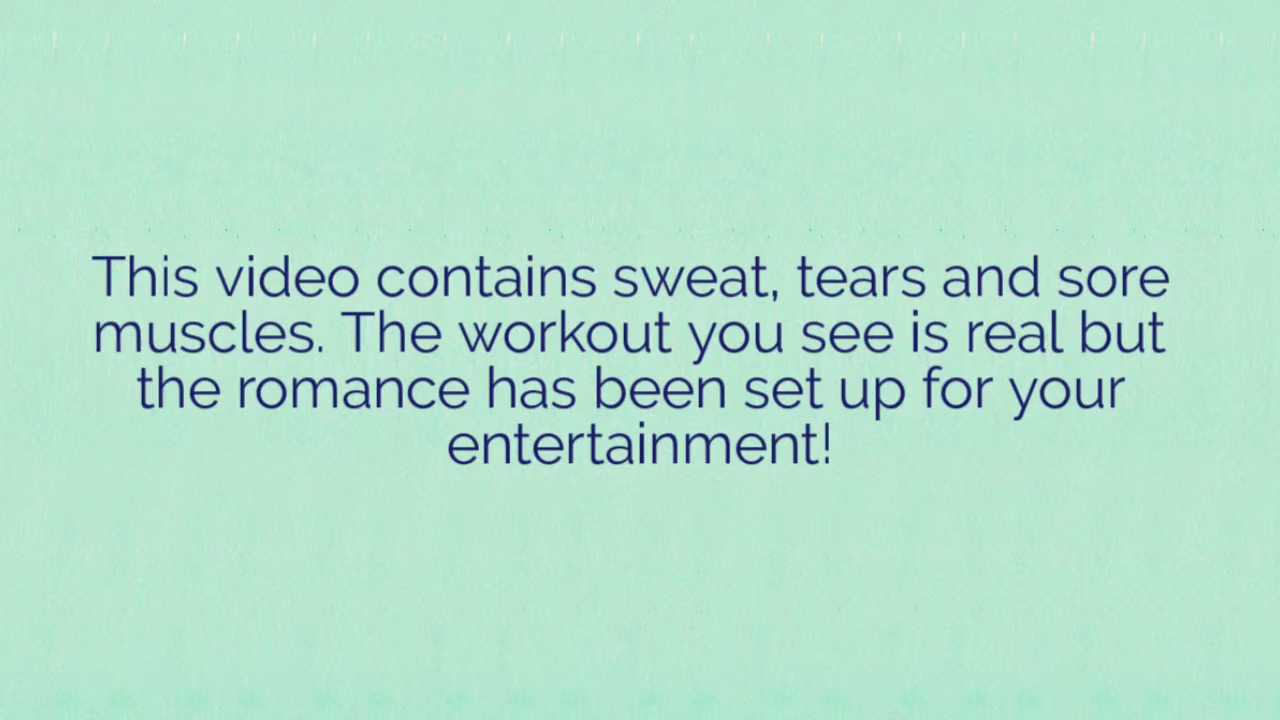 This video contains sweat, tears and sore
muscles. The workout you see is real but
the romance has been set up for your
entertainment!